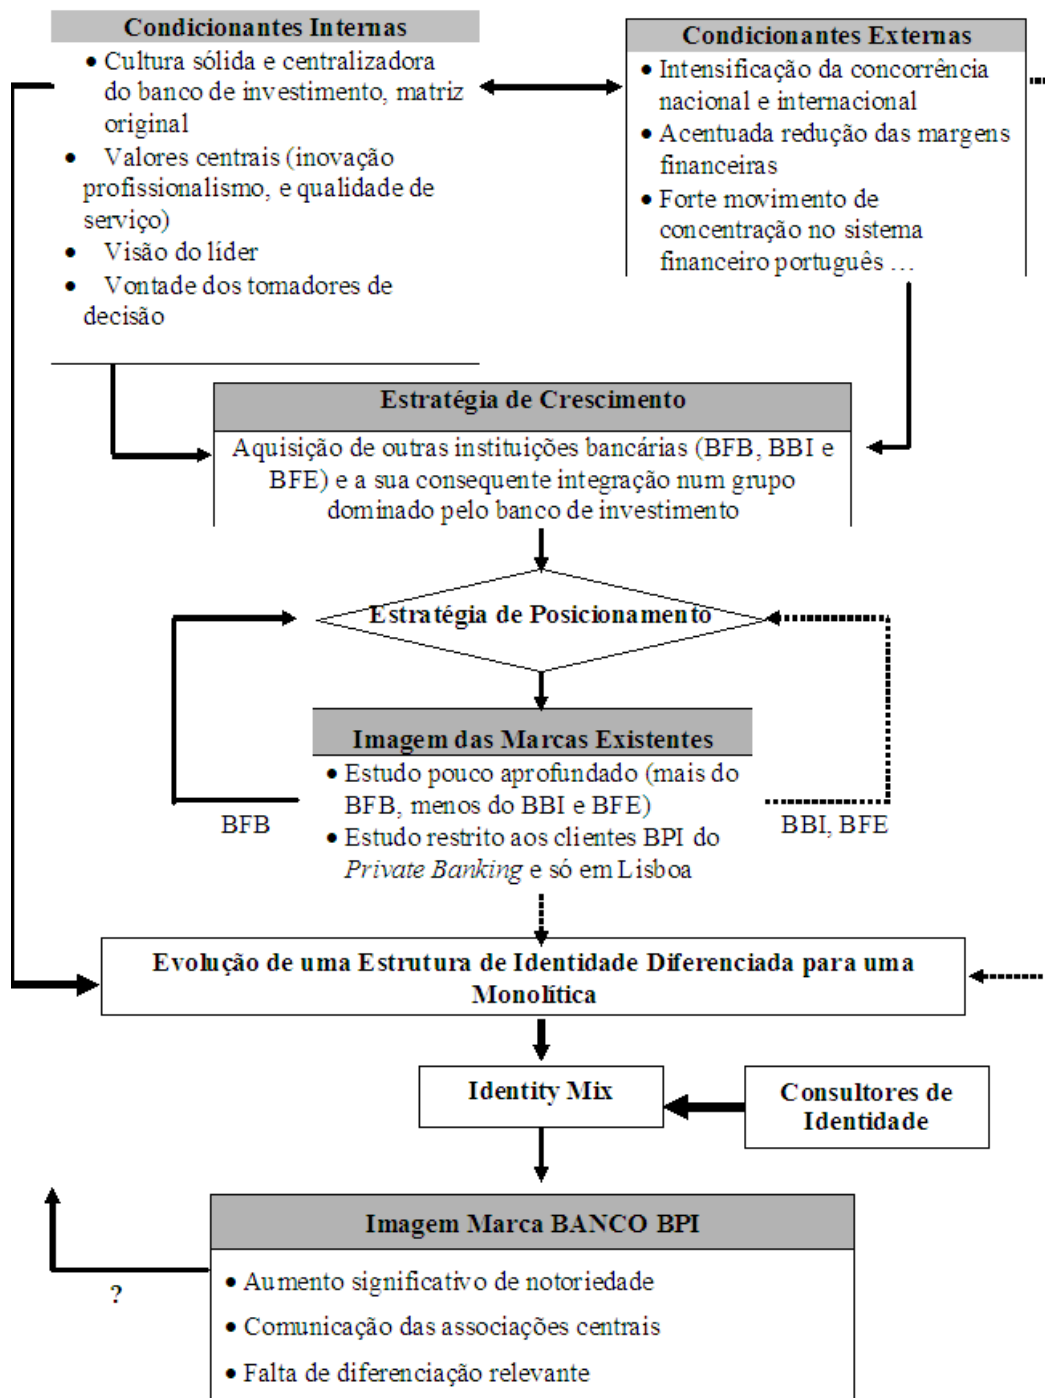 Condicionantes Internas
• Cultura sólida e centralizadora
do banco de investimento, matriz
original
• Valores centrais (inovação
profissionalismo, e qualidade de
serviço)
• Visão do líder
• Vontade dos tomadores de
decisão
Condicionantes Externas
• Intensificação da concorrência
nacional e internacional
• Acentuada redução das margens
financeiras
• Forte movimento de
concentração no sistema
financeiro português …
Estratégia de Crescimento
Aquisição de outras instituições bancárias (BFB, BBI e
BFE) e a sua consequente integração num grupo
dominado pelo banco de investimento
Estratégia de Posicionamento
Imagem das Marcas Existentes
• Estudo pouco aprofundado (mais do
BFB, menos do BBI e BFE)
• Estudo restrito aos clientes BPI do
Private Banking e só em Lisboa
BFB
BBI, BFE
Evolução de uma Estrutura de Identidade Diferenciada para uma
Monolítica
Identity Mix
Consultores de
Identidade
Imagem Marca BANCO BPI
• Aumento significativo de notoriedade
• Comunicação das associações centrais
• Falta de diferenciação relevante
?